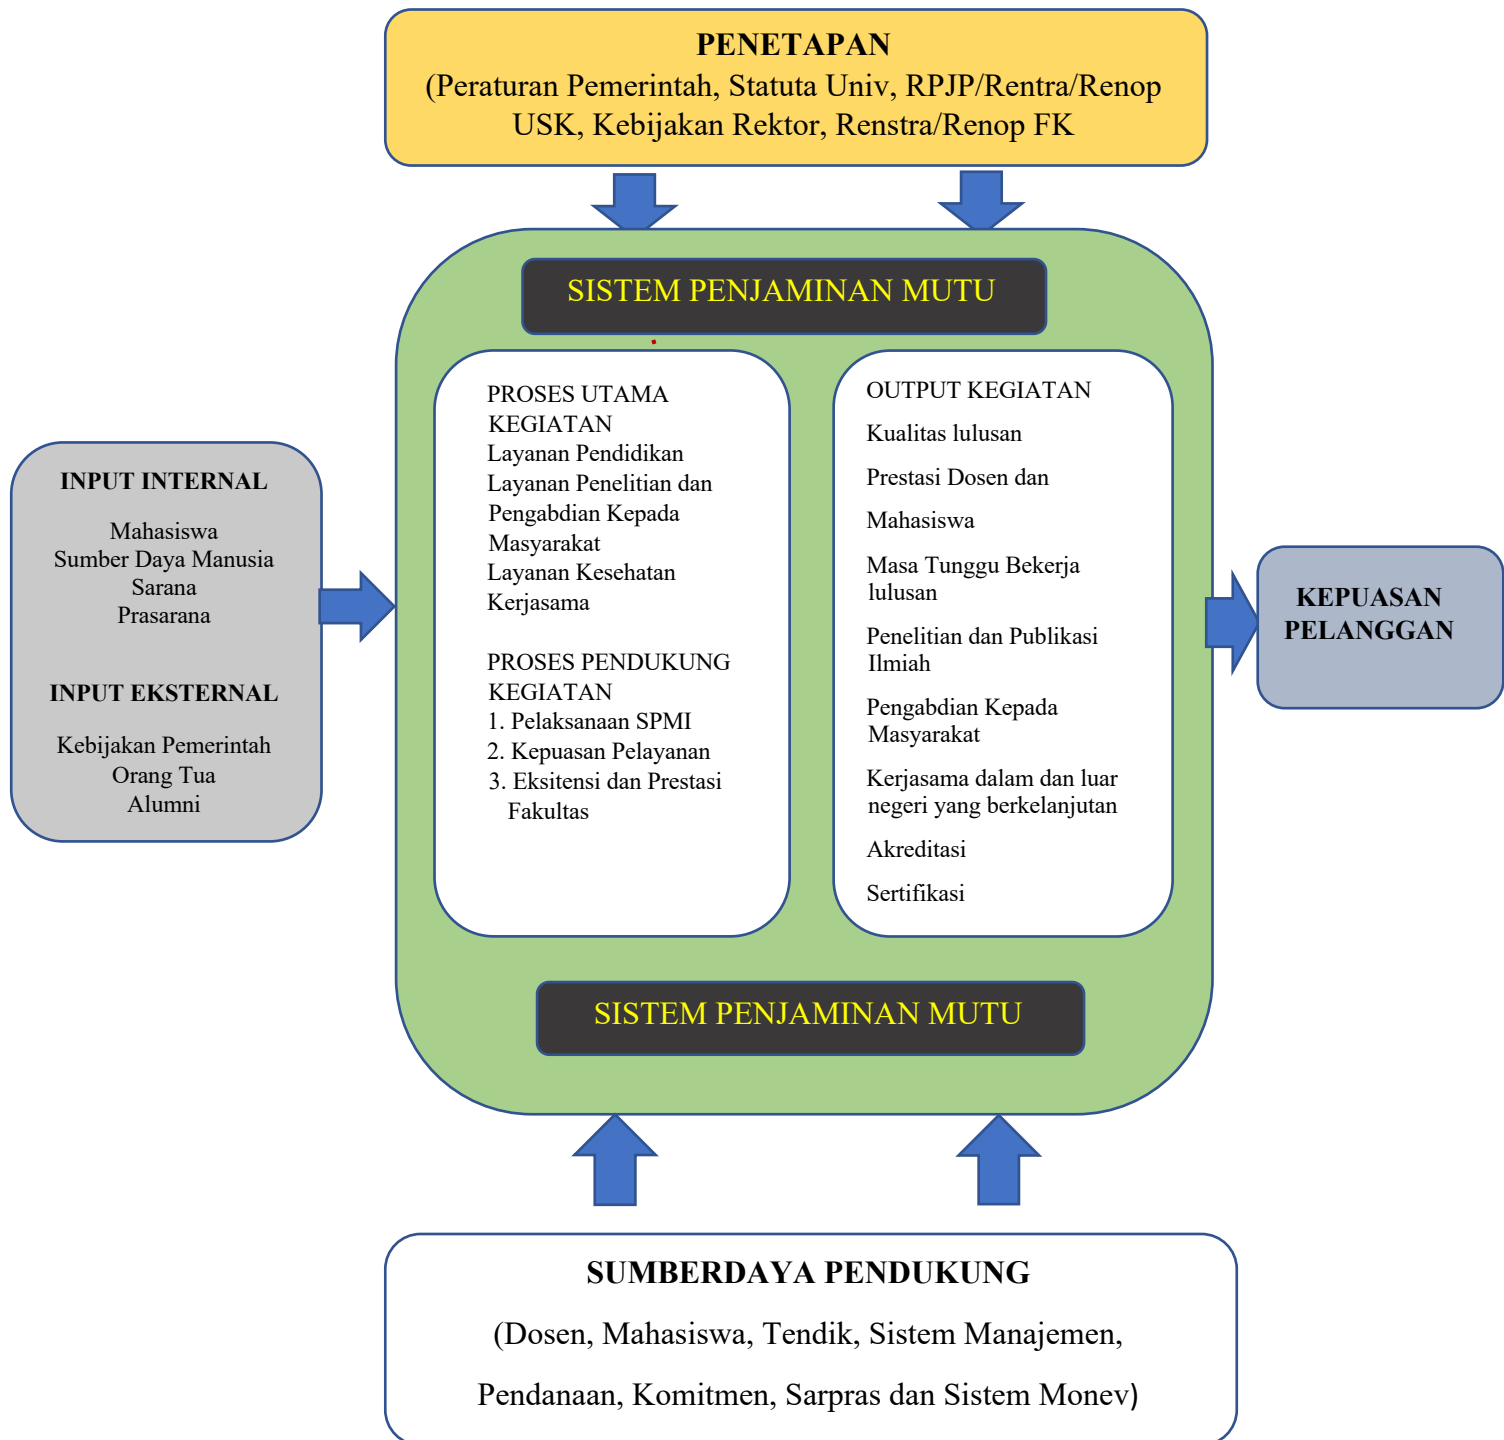 PENETAPAN
(Peraturan Pemerintah, Statuta Univ, RPJP/Rentra/Renop
USK, Kebijakan Rektor, Renstra/Renop FK
SISTEM PENJAMINAN MUTU
INPUT INTERNAL
Mahasiswa
Sumber Daya Manusia
Sarana
Prasarana
INPUT EKSTERNAL
Kebijakan Pemerintah
Orang Tua
Alumni
PROSES UTAMA
KEGIATAN
Layanan Pendidikan
Layanan Penelitian dan
Pengabdian Kepada
Masyarakat
Layanan Kesehatan
Kerjasama
PROSES PENDUKUNG
KEGIATAN
1. Pelaksanaan SPMI
2. Kepuasan Pelayanan
3. Eksitensi dan Prestasi
Fakultas
OUTPUT KEGIATAN
Kualitas lulusan
Prestasi Dosen dan
Mahasiswa
Masa Tunggu Bekerja
lulusan
Penelitian dan Publikasi
Ilmiah
Pengabdian Kepada
Masyarakat
Kerjasama dalam dan luar
negeri yang berkelanjutan
Akreditasi
Sertifikasi
KEPUASAN
PELANGGAN
SISTEM PENJAMINAN MUTU
SUMBERDAYA PENDUKUNG
(Dosen, Mahasiswa, Tendik, Sistem Manajemen,
Pendanaan, Komitmen, Sarpras dan Sistem Monev)